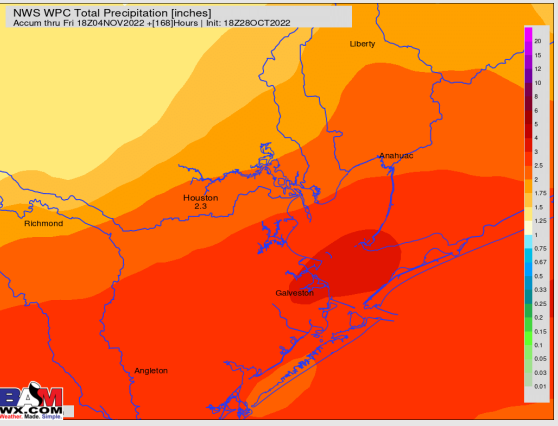 NWS WPC Total Precipitation [inches]
Accum thru Fri 18Z04NOV2022 +[168]Hours | Init: 18Z28OCT2022
Liberty
Anahuac
Houston
2.3
Richmond
Galveston
Angleton
20
15
12
10
8
6
5
4
3
2.5
2
1.75
1.5
1.25
1
0.75
0.67
0.5
0.33
0.25
0.2
0.15
0.1
0.05
0.03
0.01
BAM
WX.COM
Weather. Made. Simple.